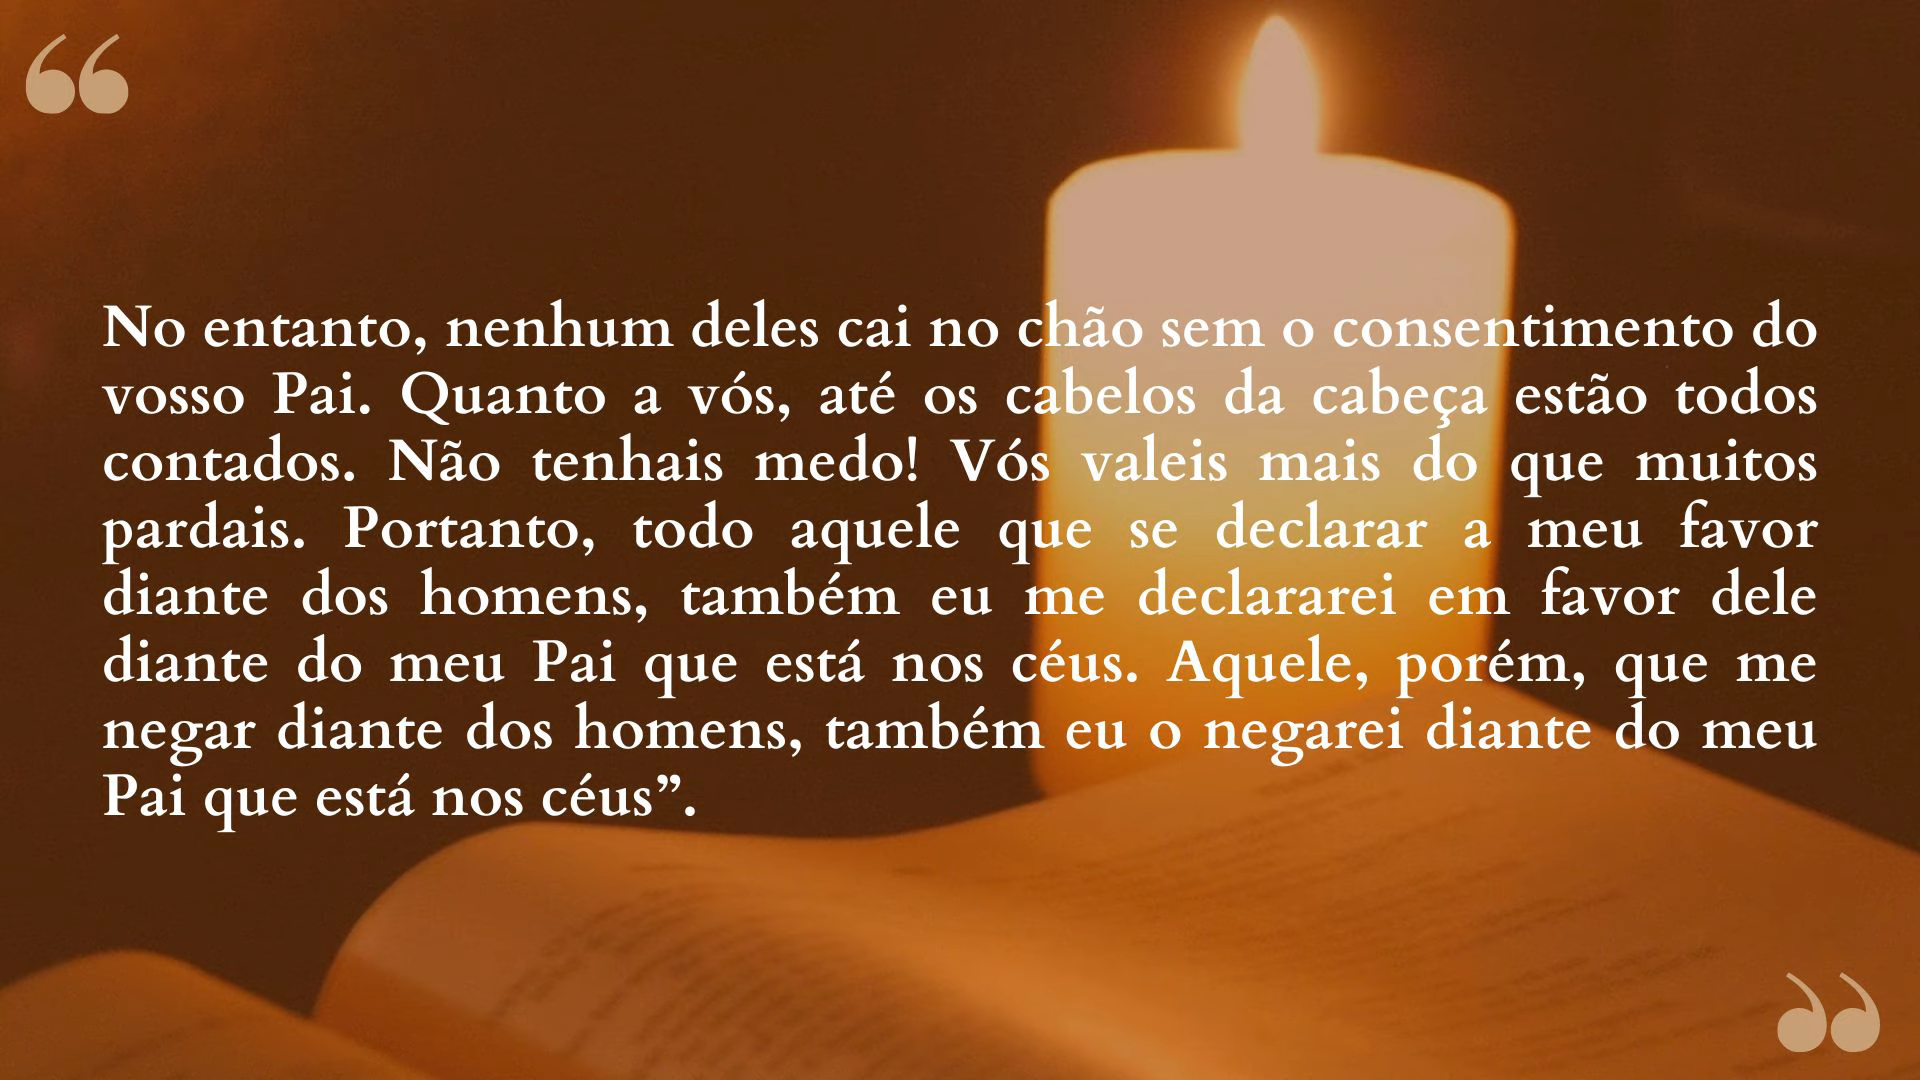 No entanto, nenhum deles cai no chão sem o consentimento do
vosso Pai. Quanto a vós, até os cabelos da cabeça estão todos
contados. Não tenhais medo! Vós valeis mais do que muitos
pardais. Portanto, todo aquele que se declarar a meu favor
diante dos homens, também eu me declararei em favor dele
diante do meu Pai que está nos céus. Aquele, porém, que me
negar diante dos homens, também eu o negarei diante do meu
Pai que está nos céus”.